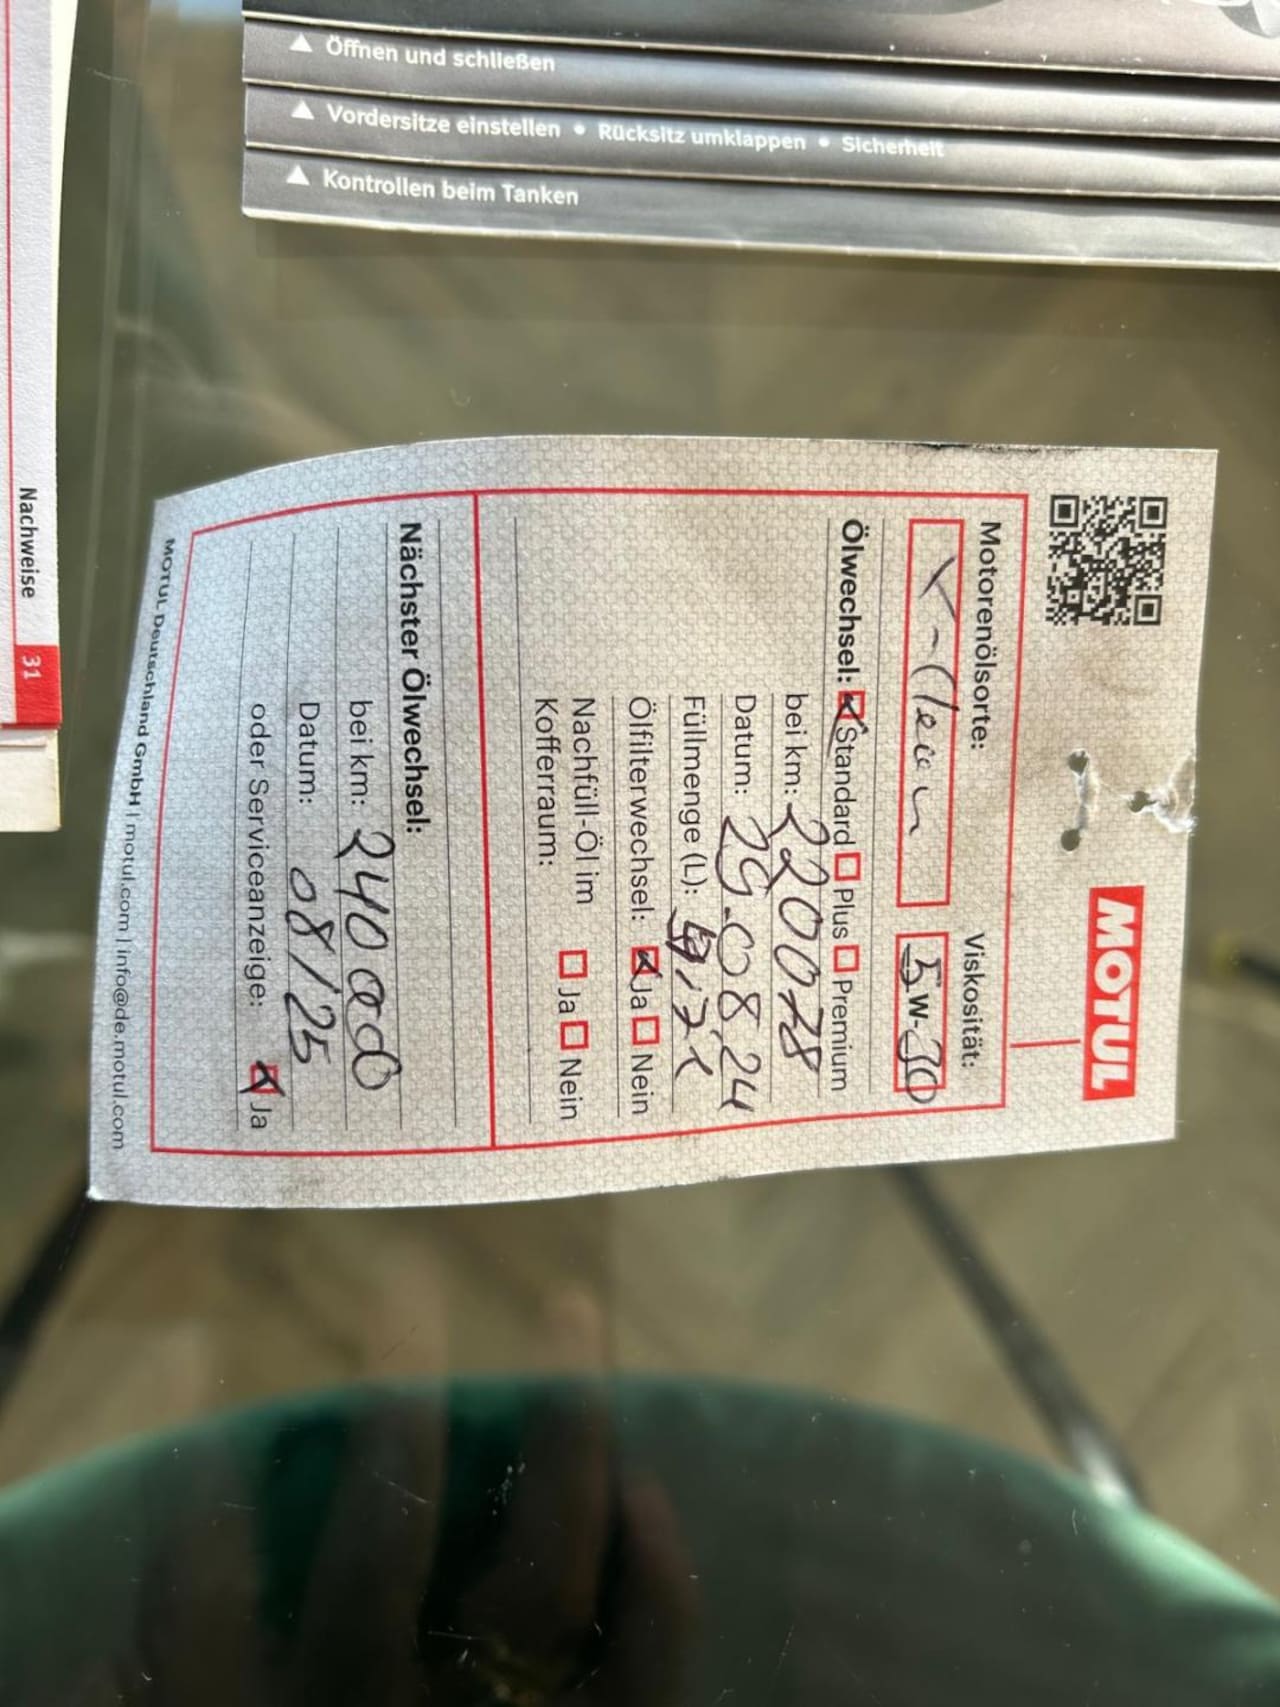 Öffnen und schließen
Vordersitze einstellen • Rücksitz umklappen • Sicherheit
Kontrollen beim Tanken
Nachweise 31
MOTUL
Motorenölsorte: Viskosität:
X-Clean 5W-30
Ölwechsel: Standard Plus Premium
bei km: 220078
Datum: 29.08.24
Füllmenge (L):
Ölfilterwechsel: Ja Nein
Nachfüll-Öl im
Kofferraum: Ja Nein
Nächster Ölwechsel:
bei km: 240000
Datum: 08/25
oder Serviceanzeige: Ja
MOTUL Deutschland GmbH | motul.com | info@de.motul.com